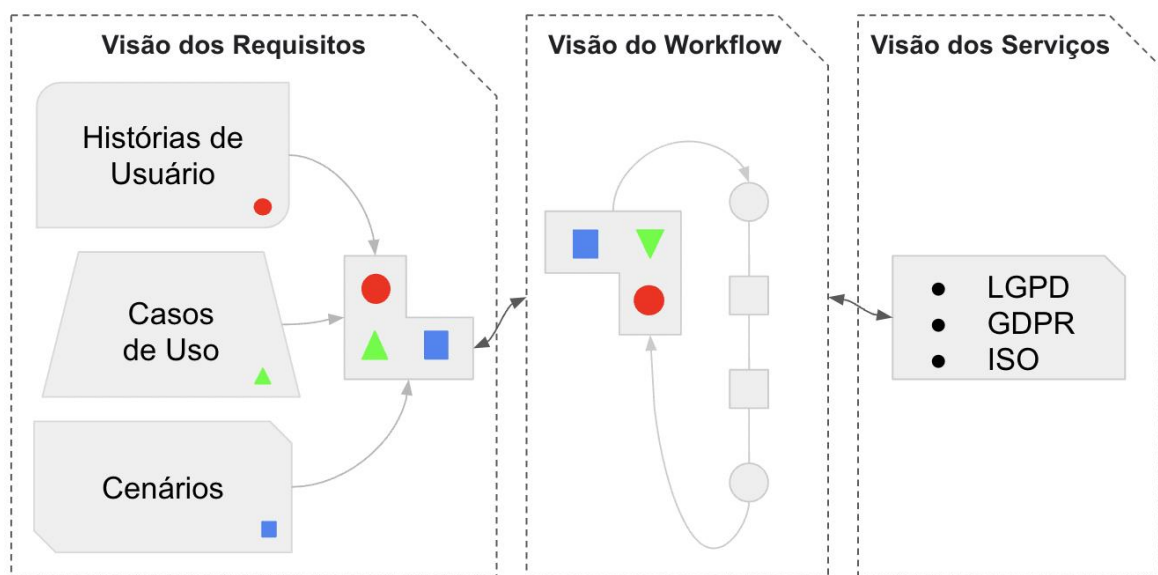 Visão dos Requisitos
Histórias de
Usuário
Casos
de Uso
Cenários
Visão do Workflow
Visão dos Serviços
● LGPD
● GDPR
● ISO